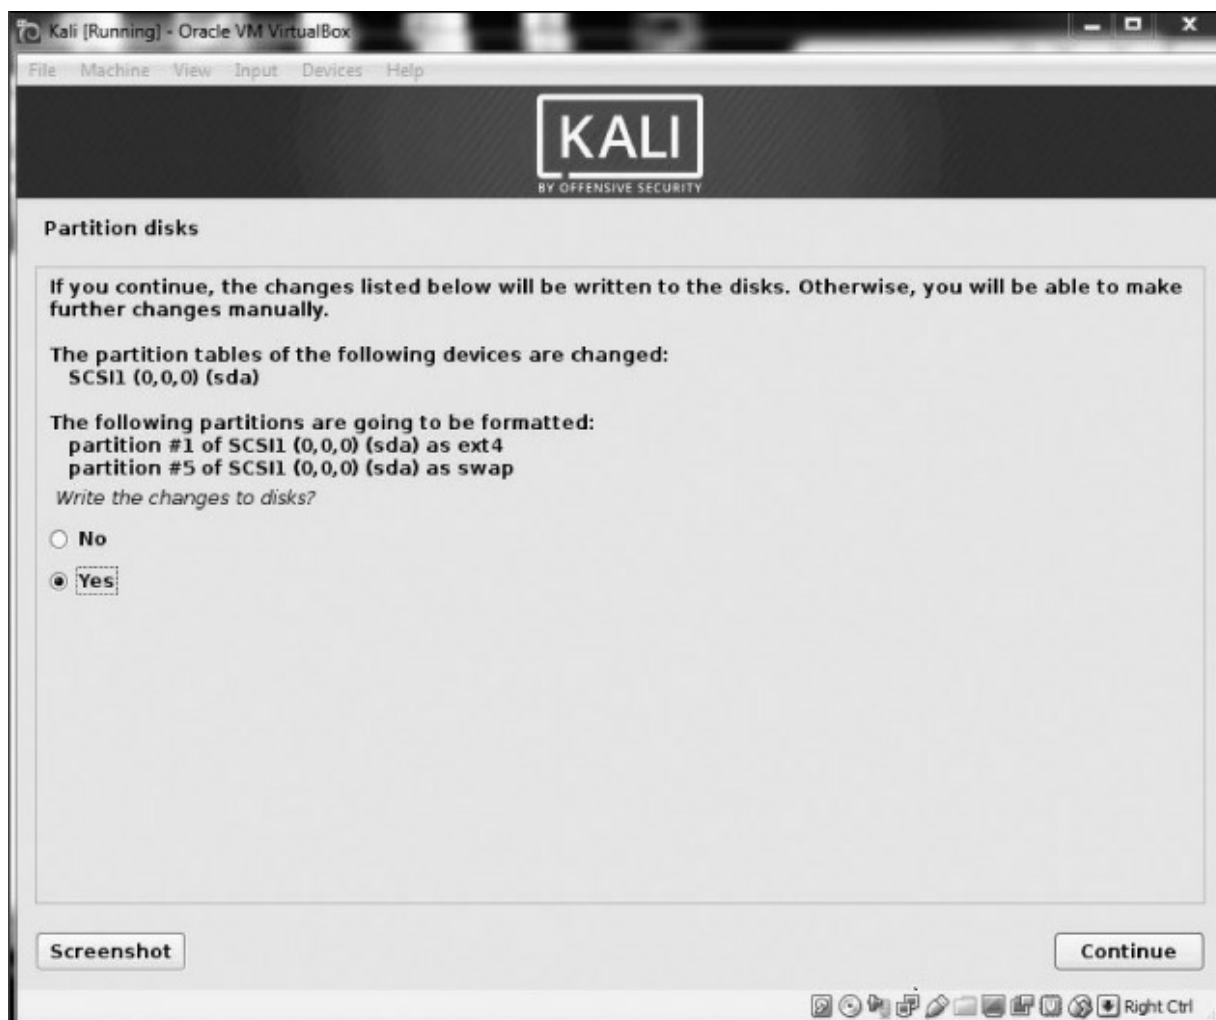 Kali [Running] - Oracle VM VirtualBox
File Machine View Input Devices Help
KALI
BY OFFENSIVE SECURITY
Partition disks
If you continue, the changes listed below will be written to the disks. Otherwise, you will be able to make
further changes manually.
The partition tables of the following devices are changed:
SCSI1 (0,0,0) (sda)
The following partitions are going to be formatted:
partition #1 of SCSI1 (0,0,0) (sda) as ext4
partition #5 of SCSI1 (0,0,0) (sda) as swap
Write the changes to disks?
No
Yes
Screenshot
Continue
Right Ctrl